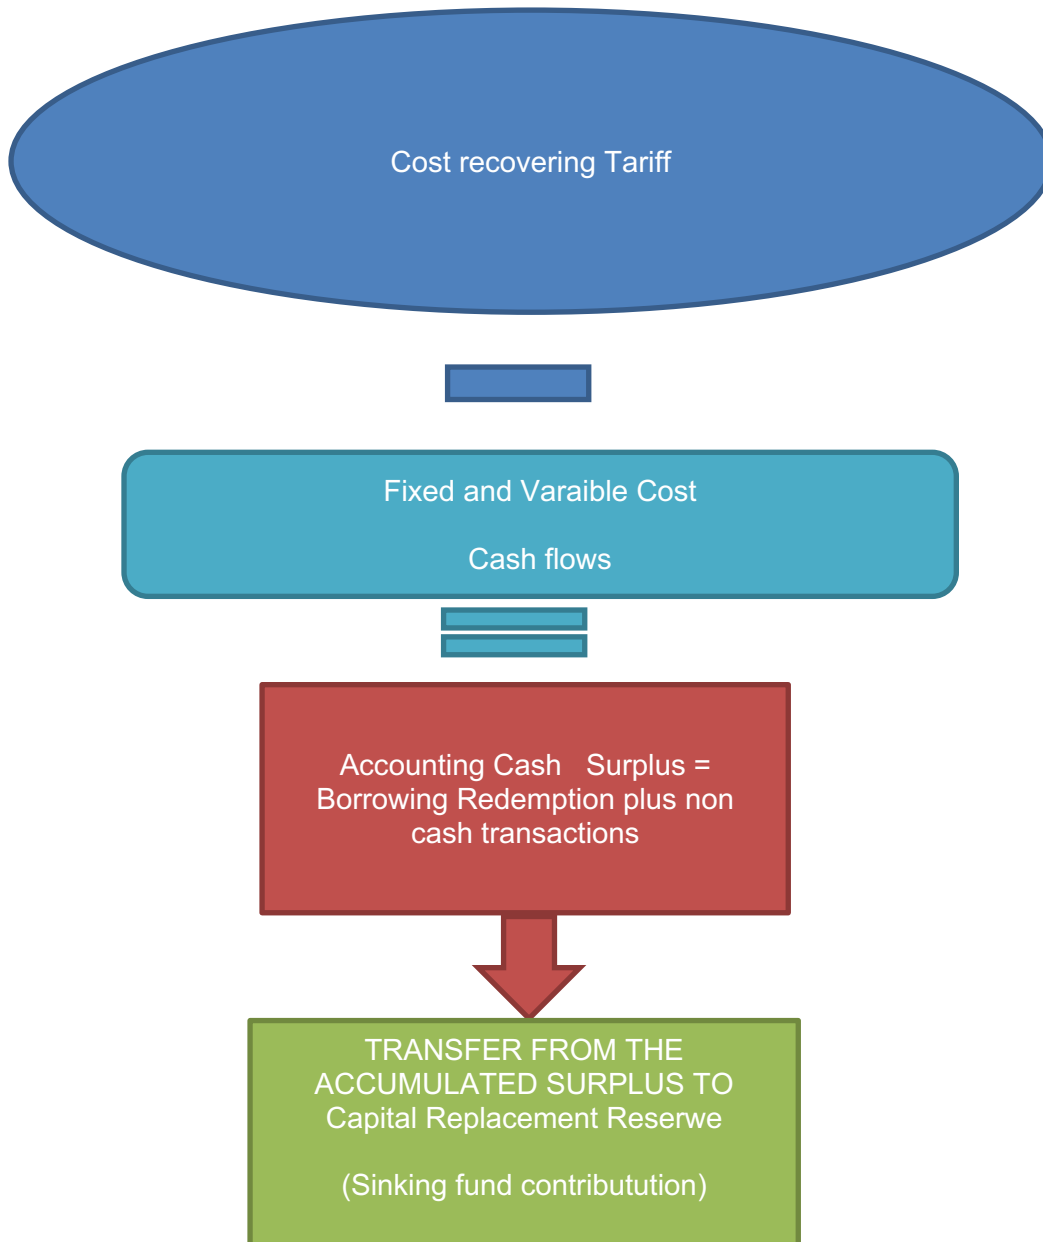 Cost recovering Tariff
Fixed and Varaible Cost
Cash flows
Accounting Cash   Surplus =
Borrowing Redemption plus non
cash transactions
TRANSFER FROM THE
ACCUMULATED SURPLUS TO
Capital Replacement Reserwe
(Sinking fund contributution)